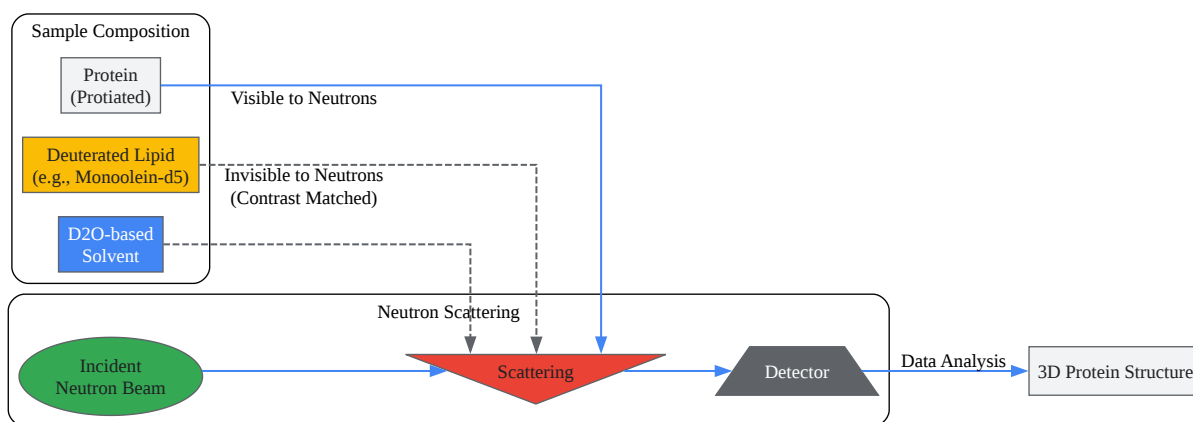 Sample Composition
Protein
(Protiated)
Visible to Neutrons
Deuterated Lipid
(e.g., Monoolein-d5)
Invisible to Neutrons
(Contrast Matched)
D2O-based
Solvent
Neutron Scattering
Incident
Neutron Beam
Scattering
Detector
Data Analysis
3D Protein Structure